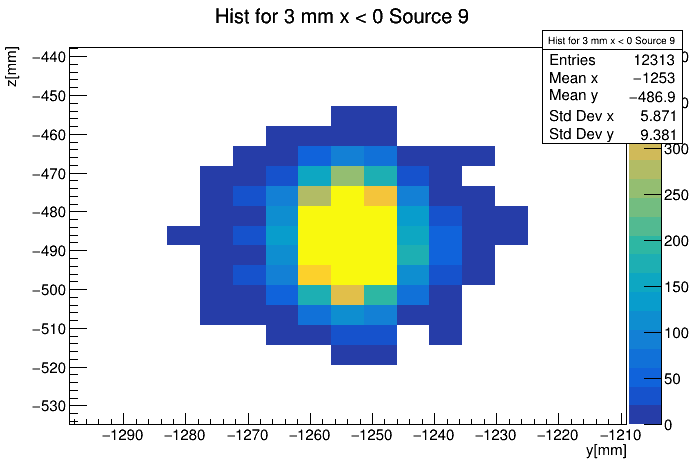 Hist for 3 mm x < 0 Source 9
Hist for 3 mm x < 0 Source 9
Entries 12313
Mean x −1253
Mean y −486.9
Std Dev x 5.871
Std Dev y 9.381
z[mm]
−440
−450
−460
−470
−480
−490
−500
−510
−520
−530
−1290 −1280 −1270 −1260 −1250 −1240 −1230 −1220 −1210
y[mm]
300
250
200
150
100
50
0